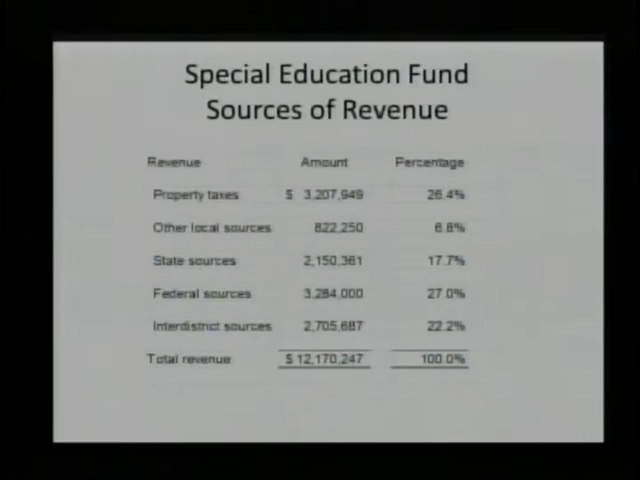 Special Education Fund
Sources of Revenue
Revenue Amount Percentage
Property taxes $ 3,207,949 26.4%
Other local sources 822,250 6.8%
State sources 2,150,361 17.7%
Federal sources 3,284,000 27.0%
Interdistrict sources 2,705,687 22.2%
Total revenue $ 12,170,247 100.0%